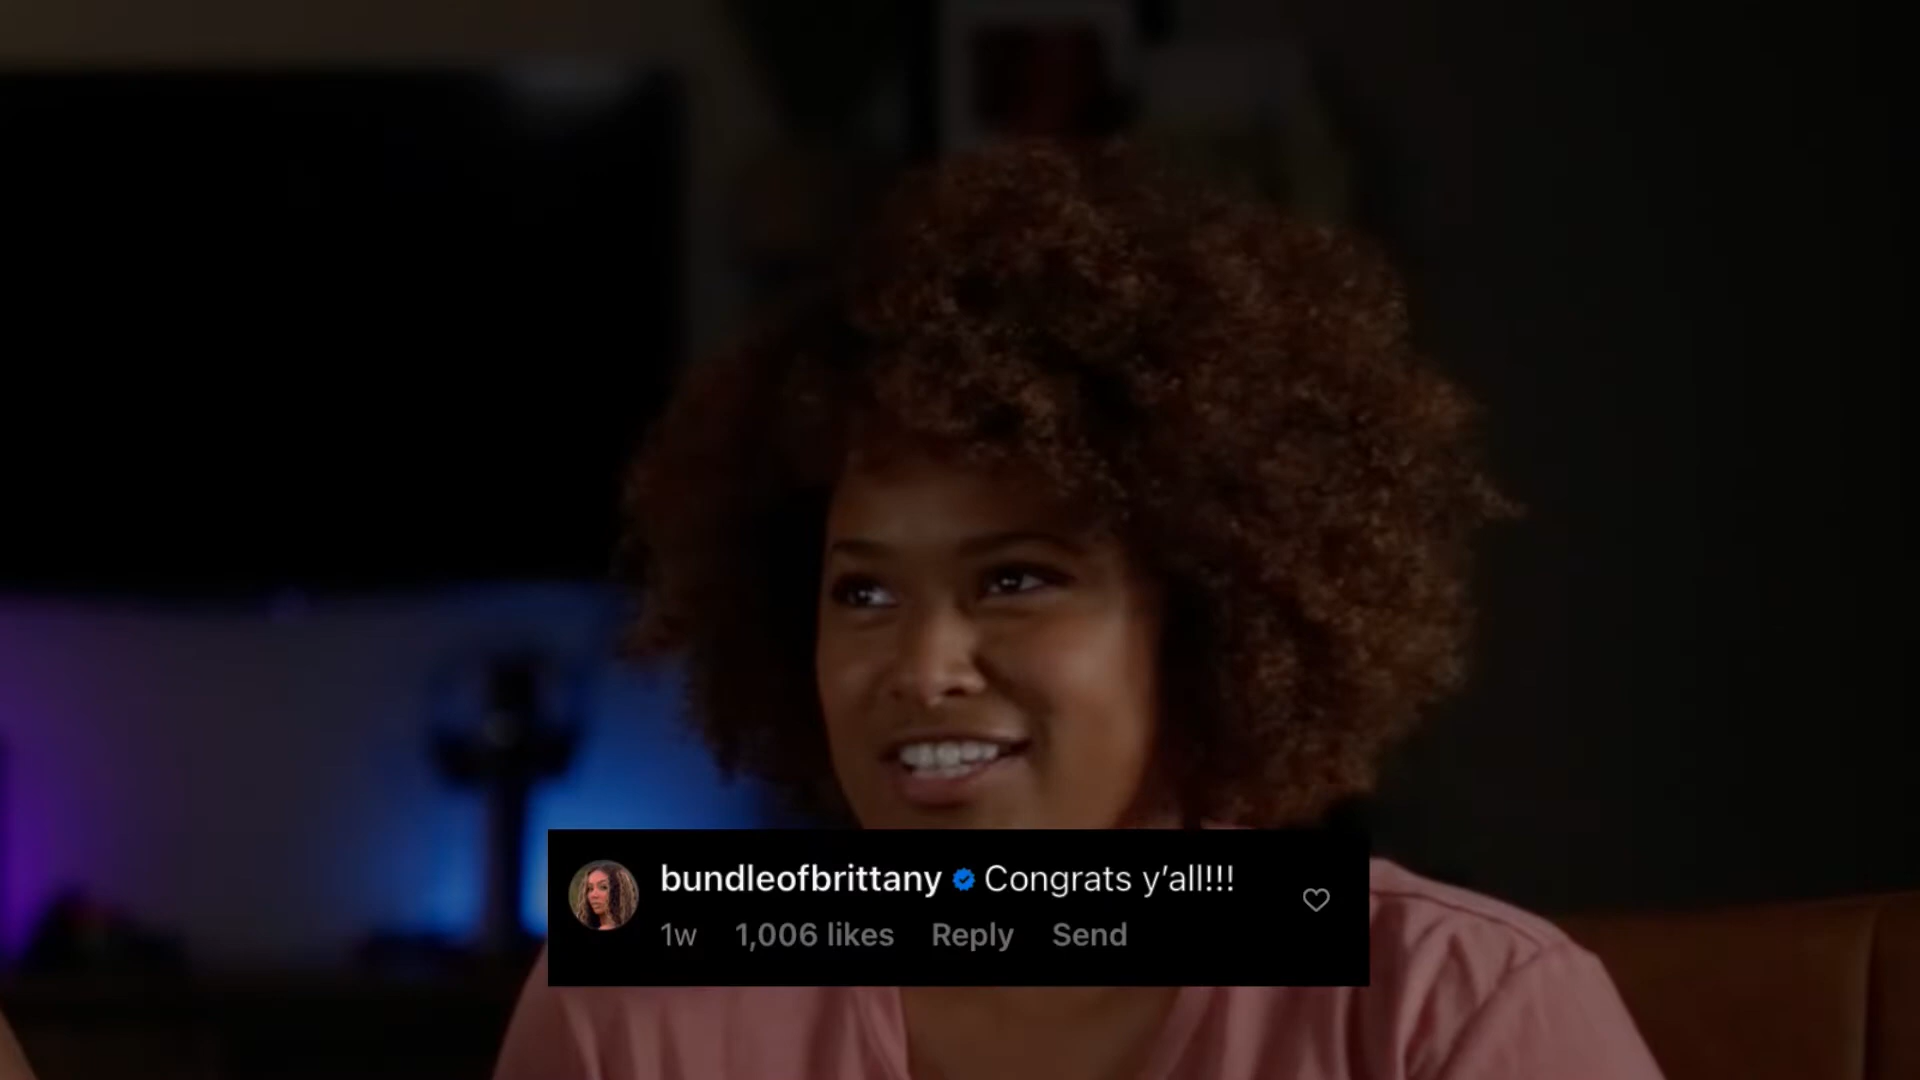 bundleofbrittany Congrats y’all!!!
1w 1,006 likes Reply Send